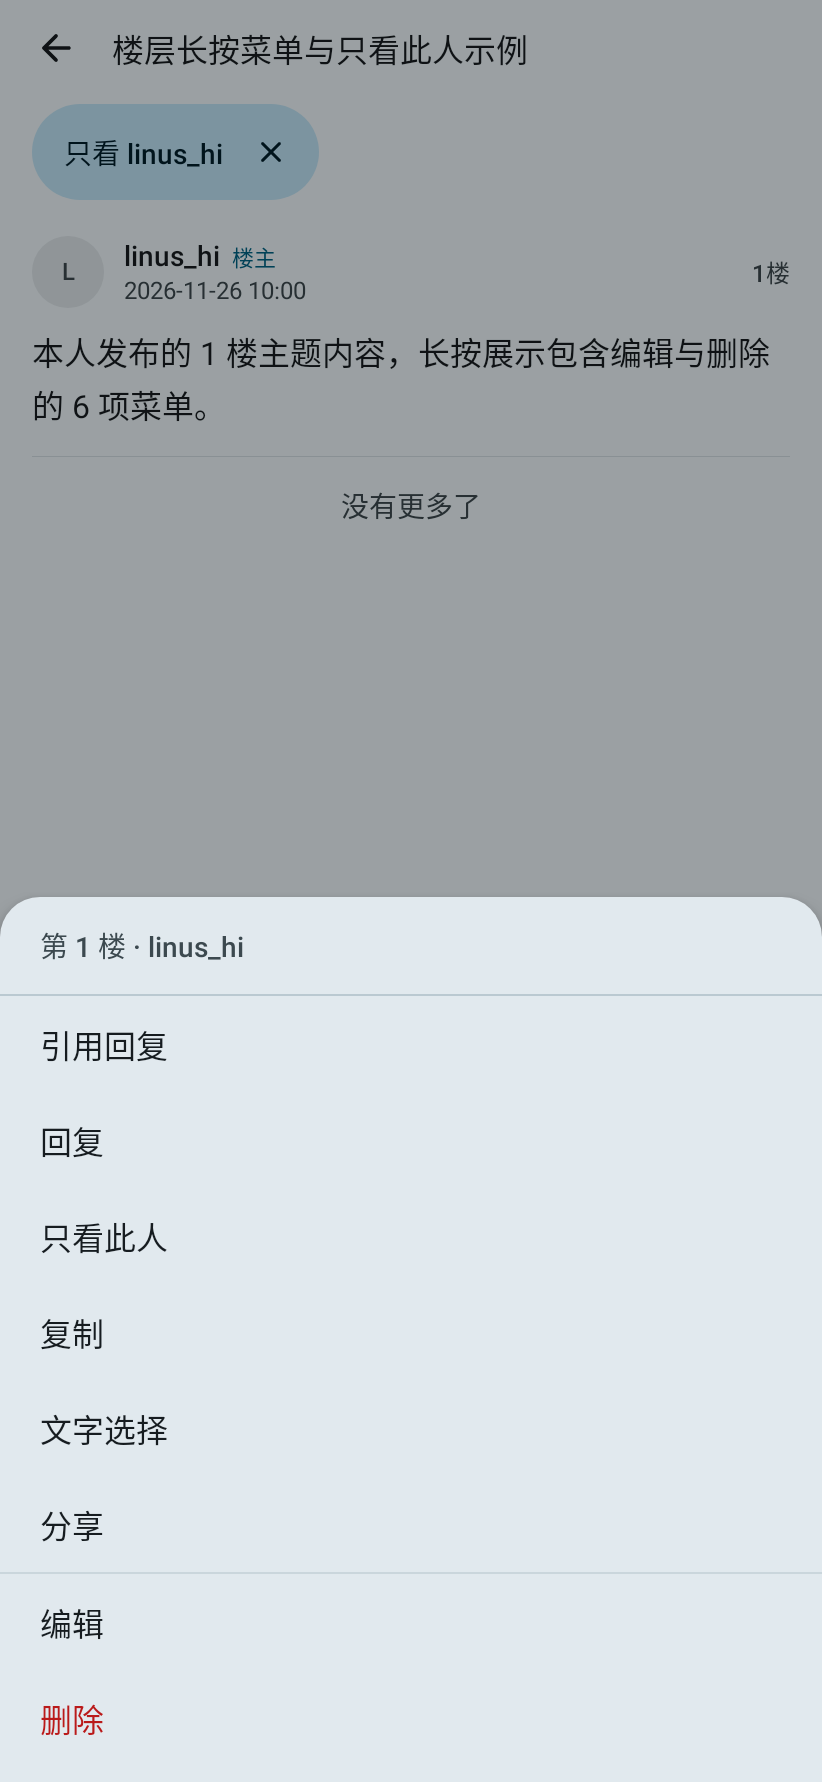 楼层长按菜单与只看此人示例
只看 linus_hi
L
linus_hi 楼主
2026-11-26 10:00
1楼
本人发布的 1 楼主题内容，长按展示包含编辑与删除
的 6 项菜单。
没有更多了
第 1 楼 · linus_hi
引用回复
回复
只看此人
复制
文字选择
分享
编辑
删除